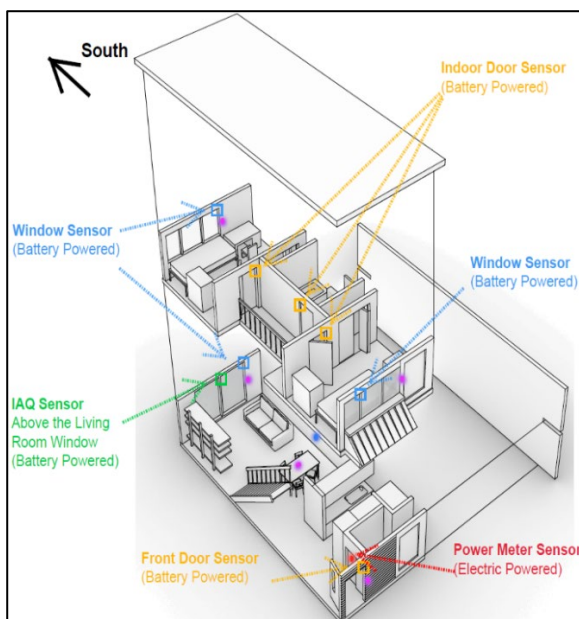 South
Indoor Door Sensor
(Battery Powered)
Window Sensor
(Battery Powered)
Window Sensor
(Battery Powered)
IAQ Sensor
Above the Living
Room Window
(Battery Powered)
Front Door Sensor
(Battery Powered)
Power Meter Sensor
(Electric Powered)